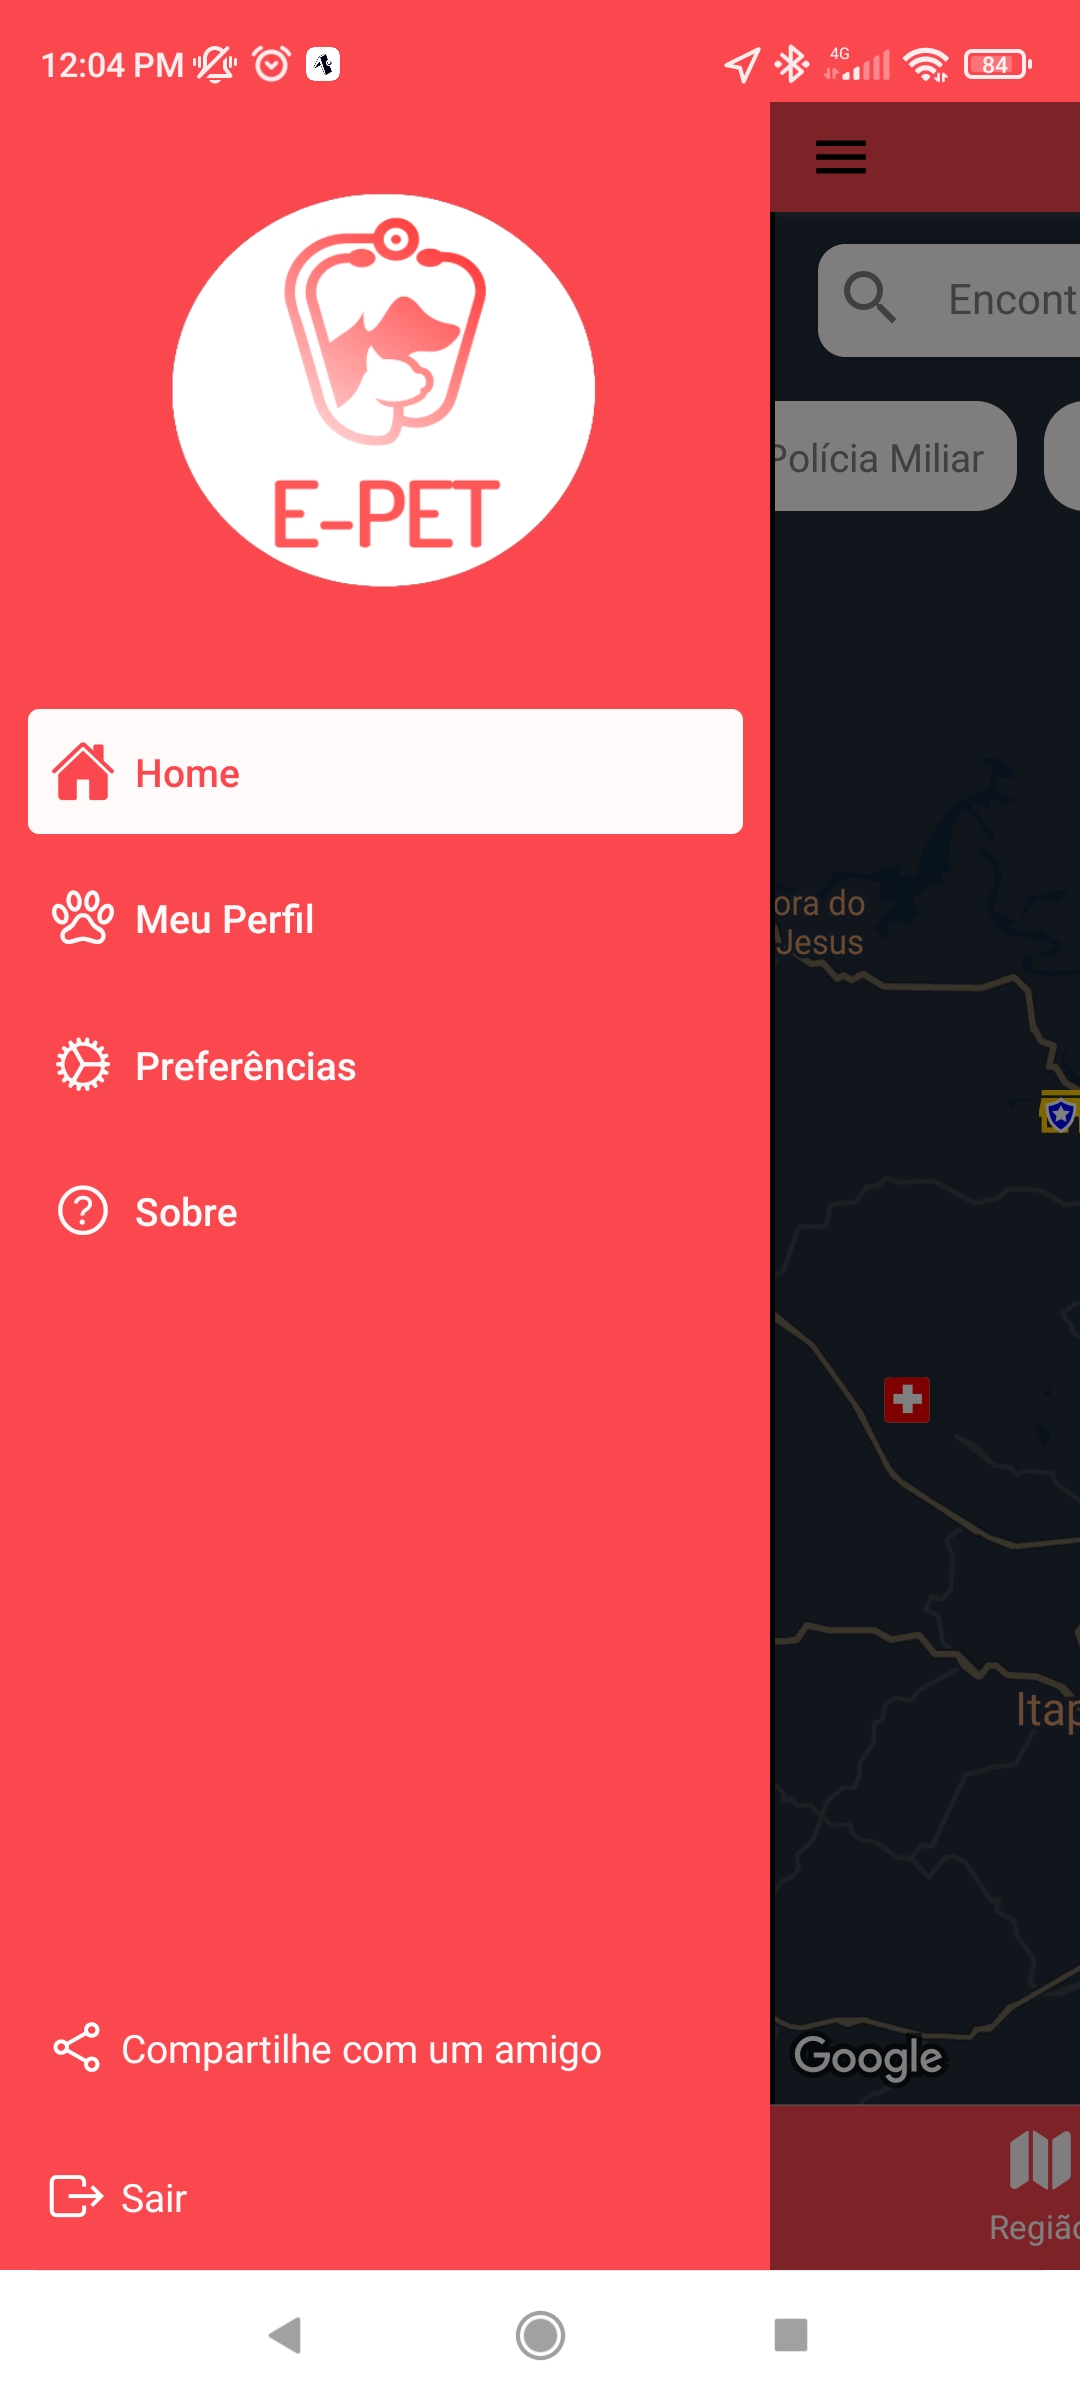 12:04 PM
4G
84
E-PET
Encont
Polícia Miliar
Home
Meu Perfil
ora do
Jesus
Preferências
Sobre
Itap
Compartilhe com um amigo
Google
Sair
Região